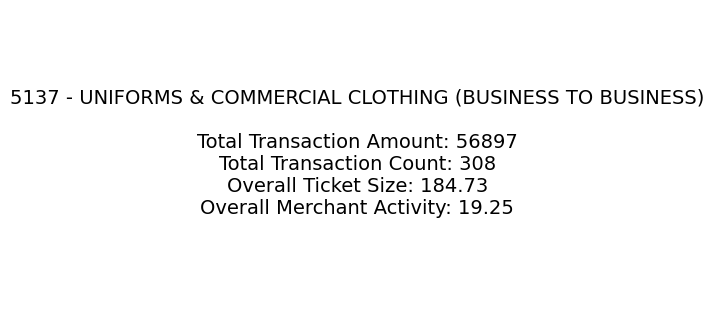 5137 - UNIFORMS & COMMERCIAL CLOTHING (BUSINESS TO BUSINESS)
Total Transaction Amount: 56897
Total Transaction Count: 308
Overall Ticket Size: 184.73
Overall Merchant Activity: 19.25